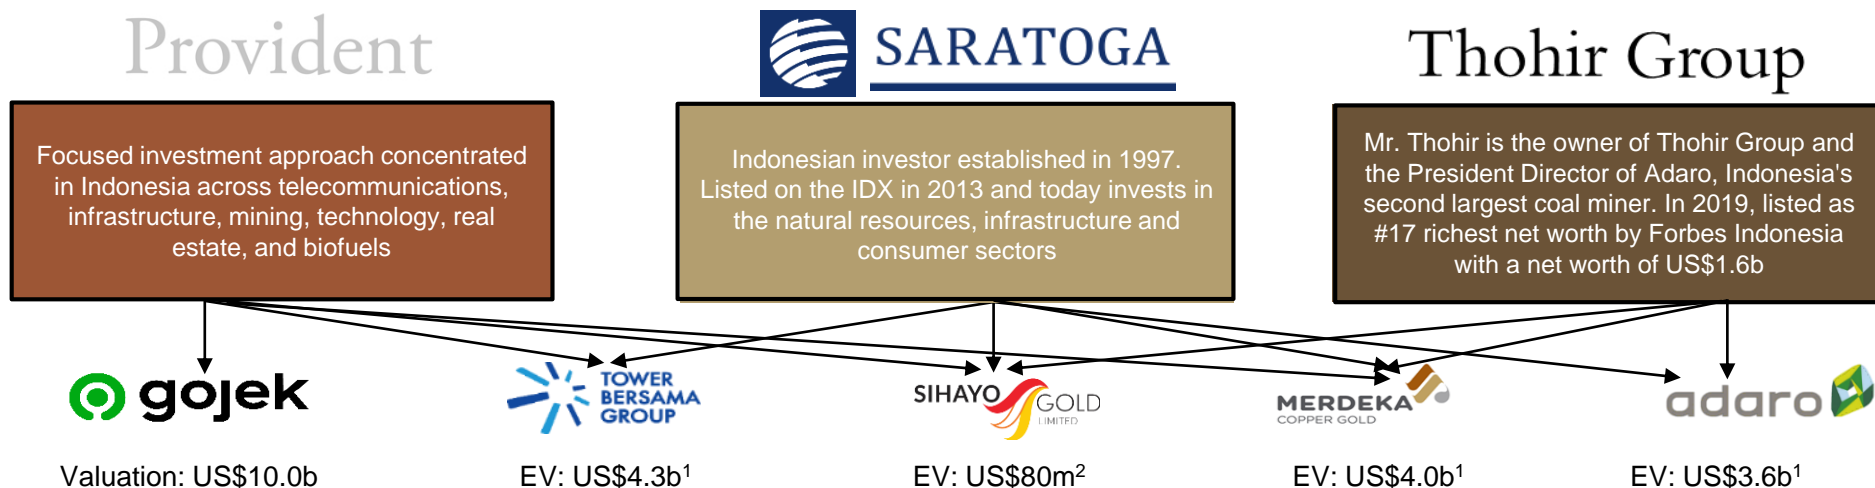 Provident
SARATOGA
Thohir Group
Focused investment approach concentrated
in Indonesia across telecommunications,
infrastructure, mining, technology, real
estate, and biofuels
Indonesian investor established in 1997.
Listed on the IDX in 2013 and today invests in
the natural resources, infrastructure and
consumer sectors
Mr. Thohir is the owner of Thohir Group and
the President Director of Adaro, Indonesia's
second largest coal miner. In 2019, listed as
#17 richest net worth by Forbes Indonesia
with a net worth of US$1.6b
gojek
TOWER
BERSAMA
GROUP
SIHAYO
GOLD
LIMITED
MERDEKA
COPPER GOLD
adaro
Valuation: US$10.0b
EV: US$4.3b¹
EV: US$80m²
EV: US$4.0b¹
EV: US$3.6b¹